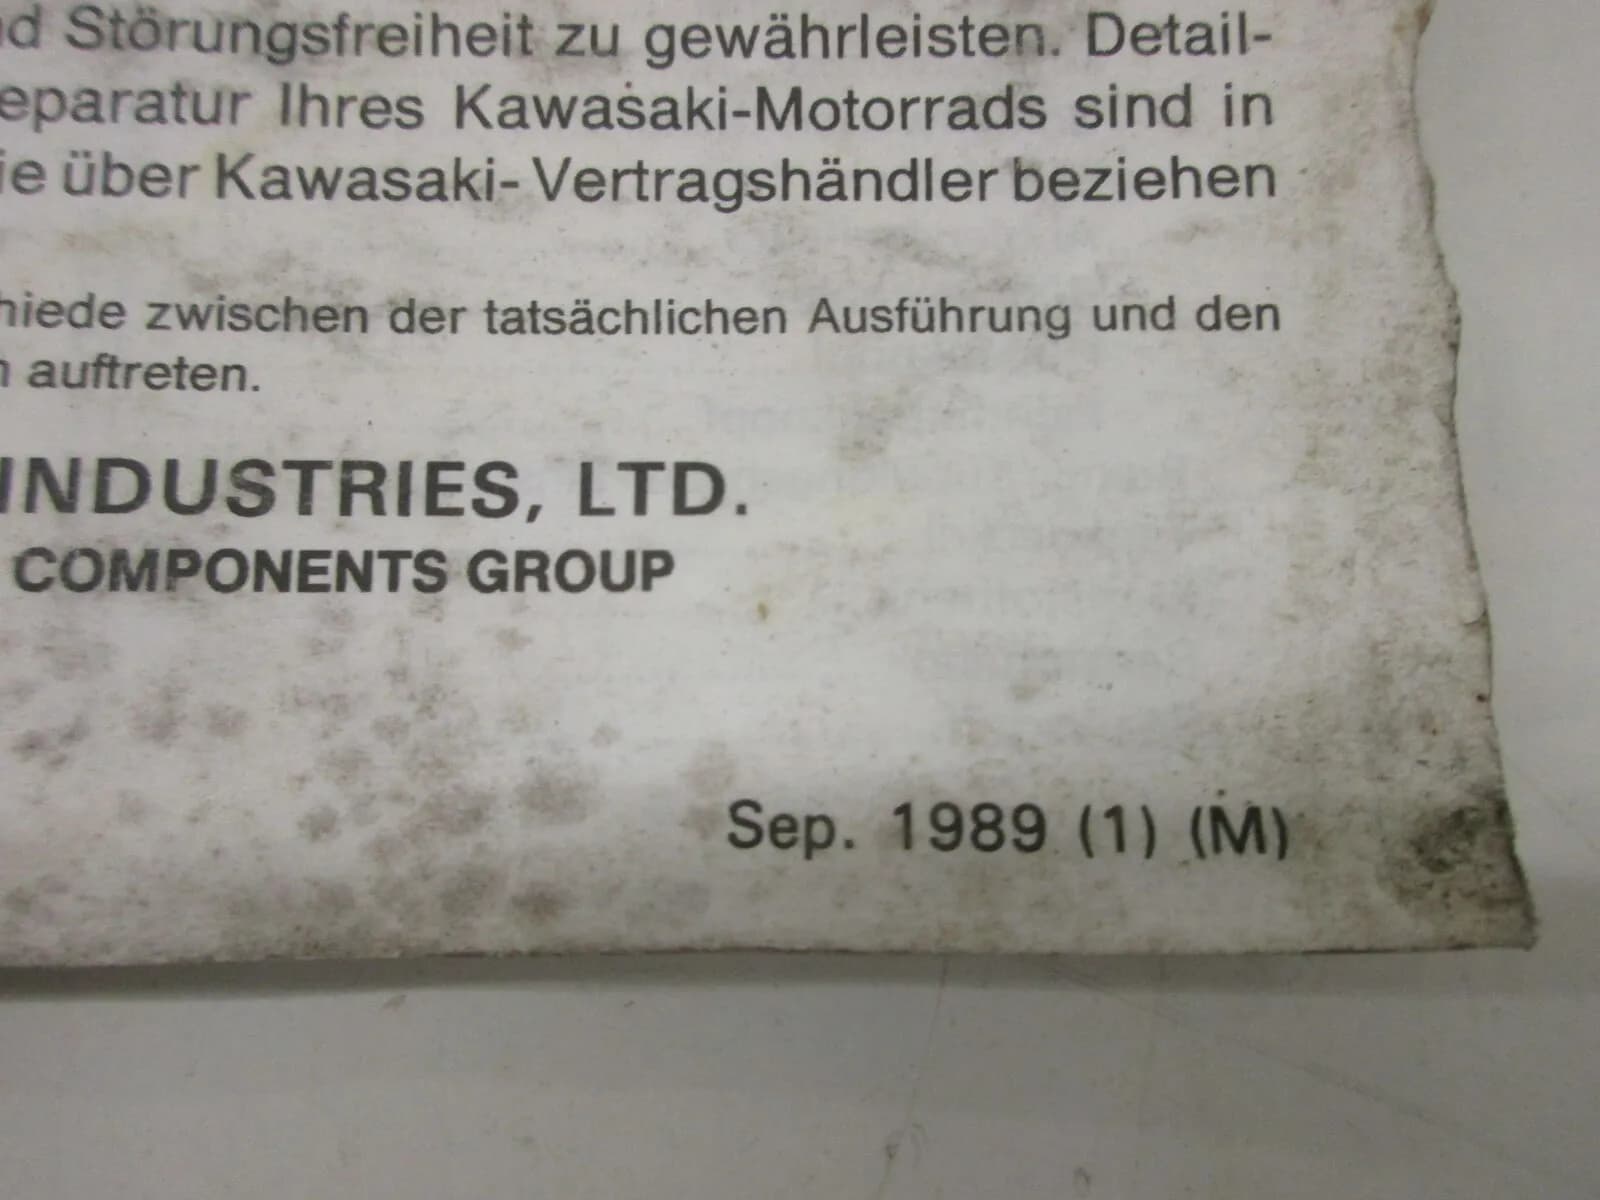 Störungsfreiheit zu gewährleisten. Detail-
eparatur Ihres Kawasaki-Motorrads sind in
ie über Kawasaki- Vertragshändler beziehen
hiede zwischen der tatsächlichen Ausführung und den
auftreten.
INDUSTRIES, LTD.
COMPONENTS GROUP
Sep. 1989 (1) (M)